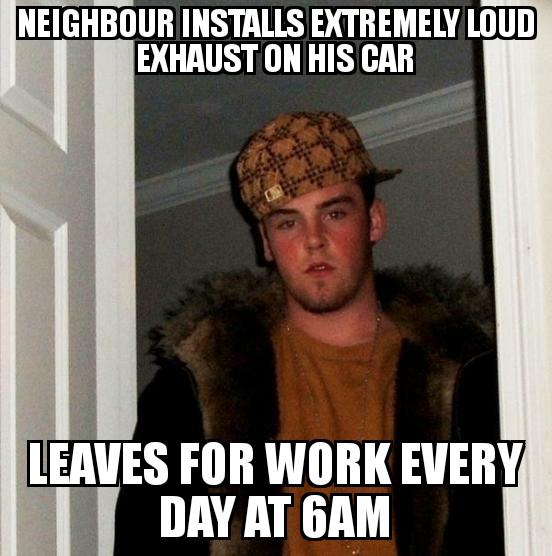 NEIGHBOUR INSTALLS EXTREMELY LOUD
EXHAUST ON HIS CAR
LEAVES FOR WORK EVERY
DAY AT 6AM